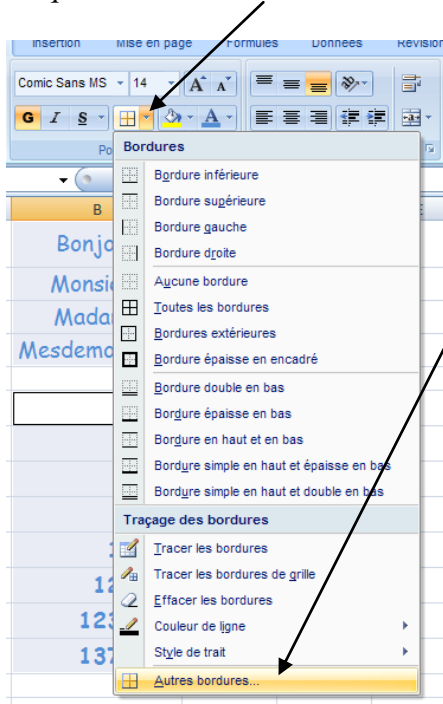 Insertion Mise en page Formules Données Révision
Comic Sans MS 14 A A
G I S A
Po
Bordures
Bordure inférieure
B
Bordure supérieure
Bordure gauche
Bonjo
Bordure droite
Monsi
Aucune bordure
Mada
Toutes les bordures
Bordures extérieures
Mesdemo
Bordure épaisse en encadré
Bordure double en bas
Bordure épaisse en bas
Bordure en haut et en bas
Bordure simple en haut et épaisse en bas
Bordure simple en haut et double en bas
Traçage des bordures
Tracer les bordures
Tracer les bordures de grille
12
Effacer les bordures
123
Couleur de ligne
137
Style de trait
Autres bordures...